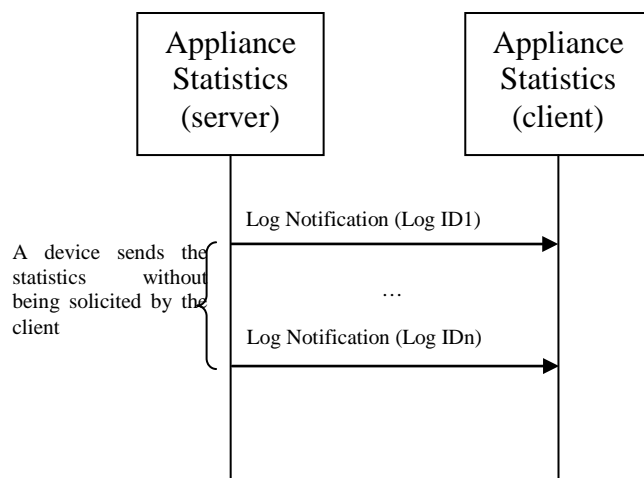 Appliance
Statistics
(server)
Appliance
Statistics
(client)
Log Notification (Log ID1)
A device sends the
statistics without
being solicited by the
client
…
Log Notification (Log IDn)